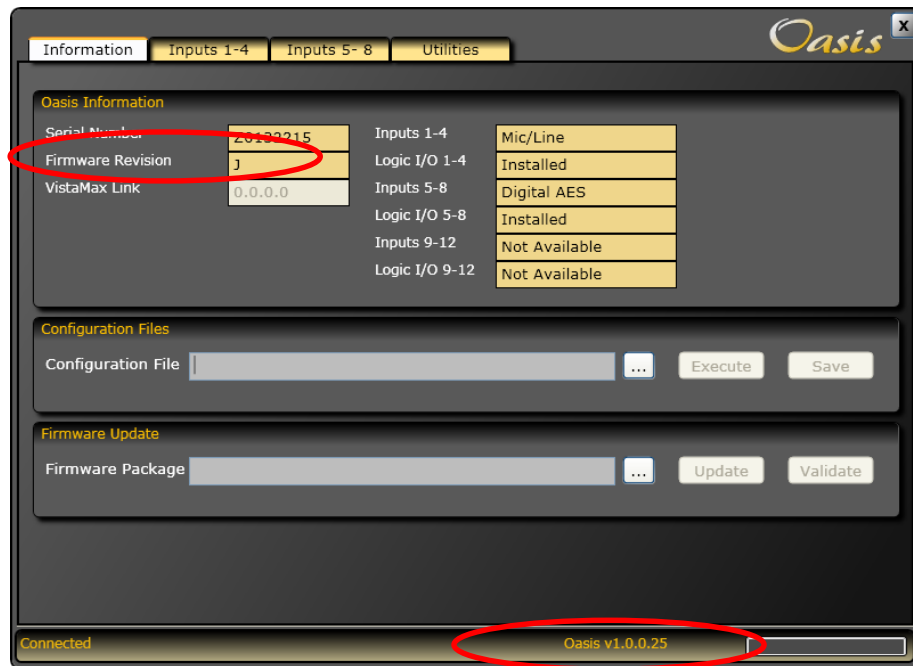 Oasis
x
Information Inputs 1-4 Inputs 5- 8 Utilities
Oasis Information
Serial Number Z0132215 Inputs 1-4 Mic/Line
Firmware Revision J Logic I/O 1-4 Installed
VistaMax Link 0.0.0.0 Inputs 5-8 Digital AES
Logic I/O 5-8 Installed
Inputs 9-12 Not Available
Logic I/O 9-12 Not Available
Configuration Files
Configuration File ... Execute Save
Firmware Update
Firmware Package ... Update Validate
Connected Oasis v1.0.0.25